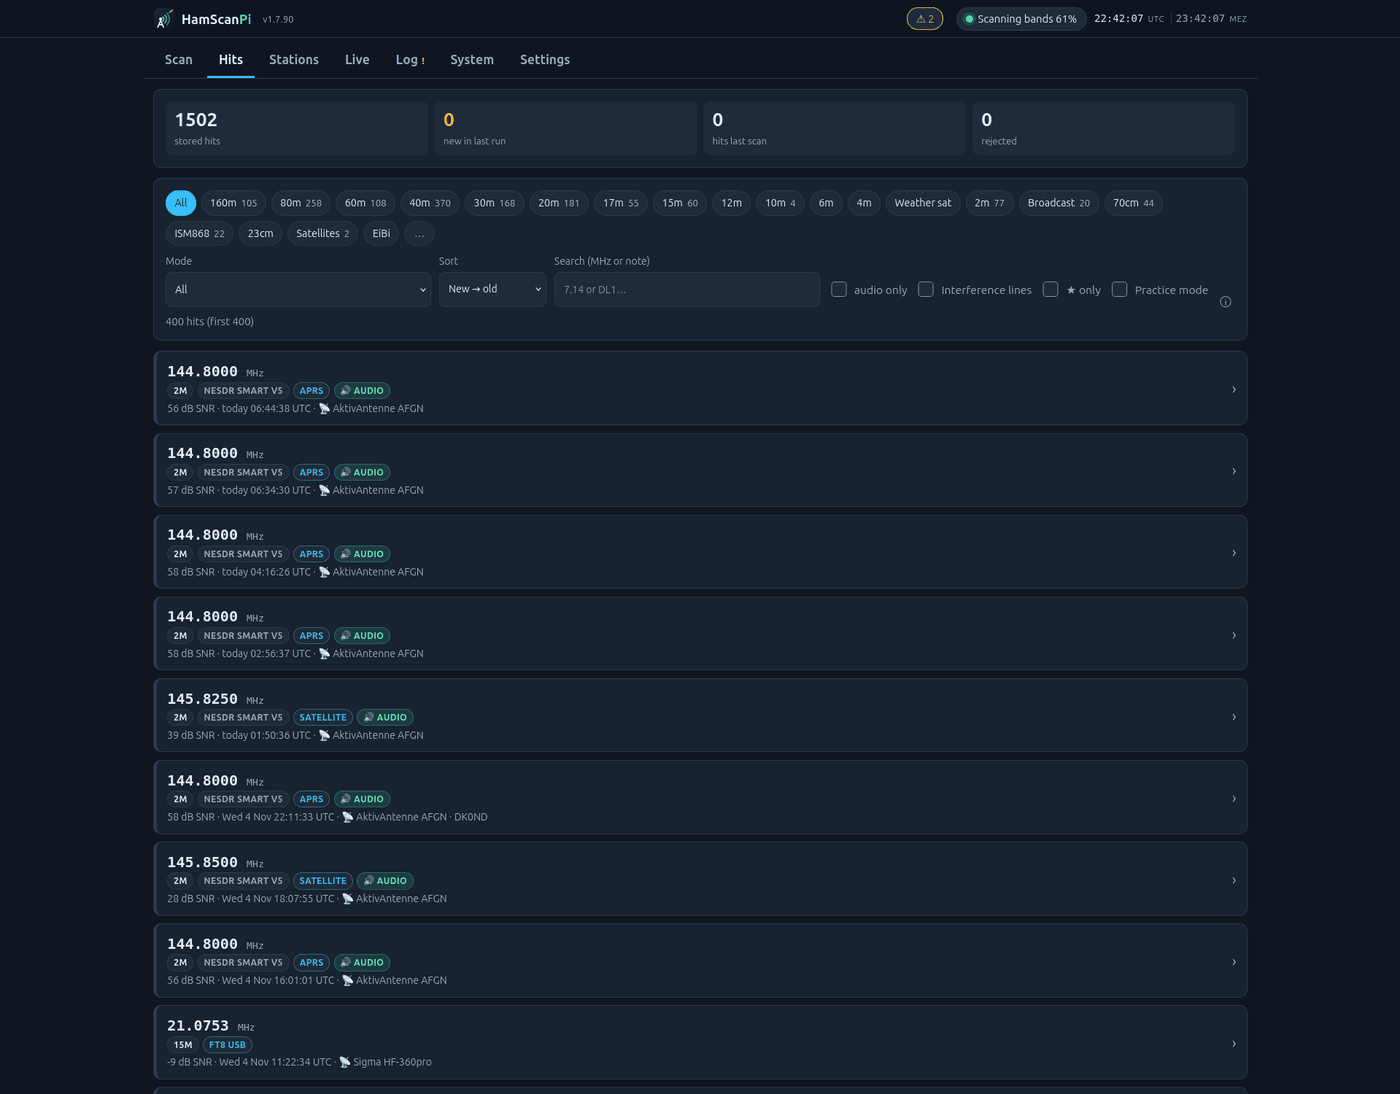 HamScanPi v1.7.90 ⚠ 2 Scanning bands 61% 22:42:07 UTC 23:42:07 MEZ
Scan Hits Stations Live Log ! System Settings
1502 0 0 0
stored hits new in last run hits last scan rejected
All 160m 105 80m 258 60m 108 40m 370 30m 168 20m 181 17m 55 15m 60 12m 10m 4 6m 4m Weather sat 2m 77 Broadcast 20 70cm 44
ISM868 22 23cm Satellites 2 EiBi ...
Mode Sort Search (MHz or note)
All New → old 7.14 or DL1… audio only Interference lines ★ only Practice mode
400 hits (first 400)
144.8000 MHz
2M NESDR SMART V5 APRS 🔊 AUDIO
56 dB SNR · today 06:44:38 UTC · 📡 AktivAntenne AFGN
144.8000 MHz
2M NESDR SMART V5 APRS 🔊 AUDIO
57 dB SNR · today 06:34:30 UTC · 📡 AktivAntenne AFGN
144.8000 MHz
2M NESDR SMART V5 APRS 🔊 AUDIO
58 dB SNR · today 04:16:26 UTC · 📡 AktivAntenne AFGN
144.8000 MHz
2M NESDR SMART V5 APRS 🔊 AUDIO
58 dB SNR · today 02:56:37 UTC · 📡 AktivAntenne AFGN
145.8250 MHz
2M NESDR SMART V5 SATELLITE 🔊 AUDIO
39 dB SNR · today 01:50:36 UTC · 📡 AktivAntenne AFGN
144.8000 MHz
2M NESDR SMART V5 APRS 🔊 AUDIO
58 dB SNR · Wed 4 Nov 22:11:33 UTC · 📡 AktivAntenne AFGN · DK0ND
145.8500 MHz
2M NESDR SMART V5 SATELLITE 🔊 AUDIO
28 dB SNR · Wed 4 Nov 18:07:55 UTC · 📡 AktivAntenne AFGN
144.8000 MHz
2M NESDR SMART V5 APRS 🔊 AUDIO
56 dB SNR · Wed 4 Nov 16:01:01 UTC · 📡 AktivAntenne AFGN
21.0753 MHz
15M FT8 USB
-9 dB SNR · Wed 4 Nov 11:22:34 UTC · 📡 Sigma HF-360pro